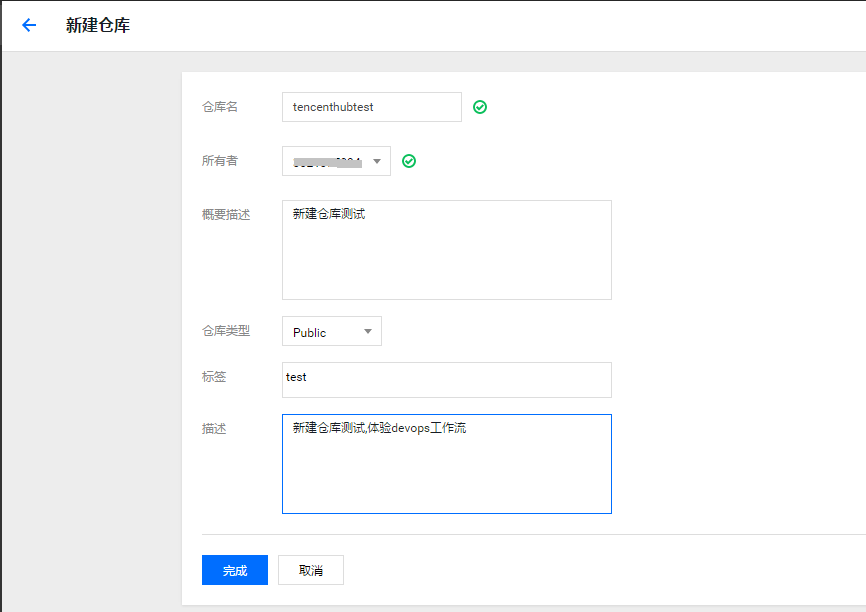 新建仓库
仓库名
tencenthubtest
所有者
概要描述
新建仓库测试
仓库类型
Public
标签
test
描述
新建仓库测试,体验devops工作流
完成
取消